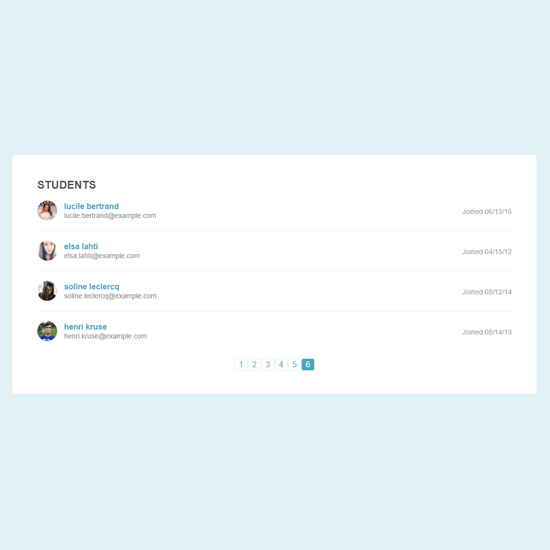 STUDENTS
lucile bertrand
lucile.bertrand@example.com
Joined 06/13/16
elsa lahti
elsa.lahti@example.com
Joined 04/15/12
soline leclercq
soline.leclercq@example.com
Joined 05/12/14
henri kruse
henri.kruse@example.com
Joined 05/14/13
1 2 3 4 5 6